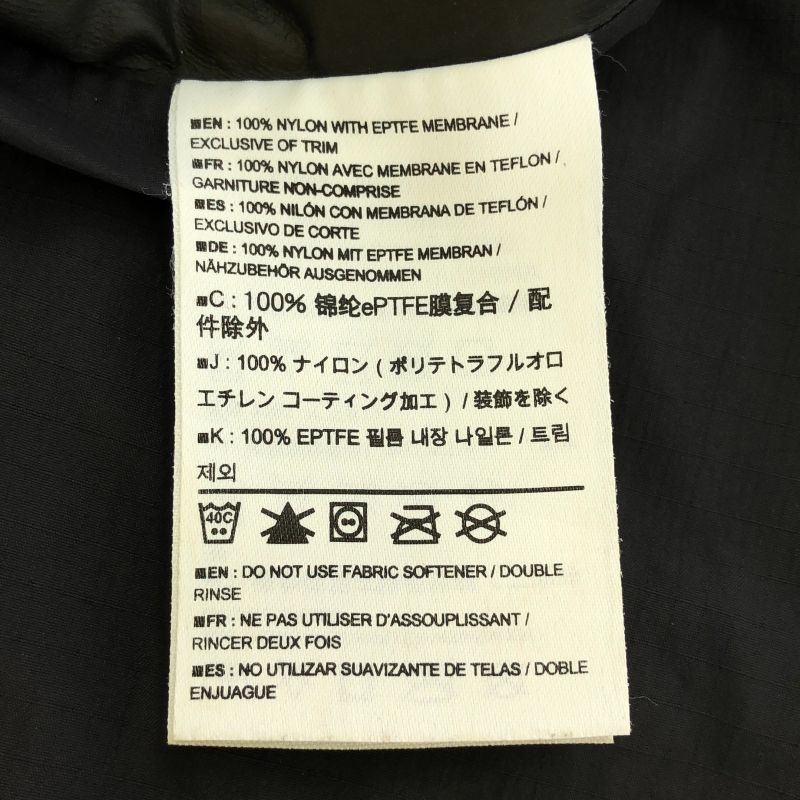 EN : 100% NYLON WITH EPTFE MEMBRANE /
EXCLUSIVE OF TRIM
FR : 100% NYLON AVEC MEMBRANE EN TEFLON /
GARNITURE NON-COMPRISE
ES : 100% NILÓN CON MEMBRANA DE TEFLÓN /
EXCLUSIVO DE CORTE
DE : 100% NYLON MIT EPTFE MEMBRAN /
NÄHZUBEHÖR AUSGENOMMEN
C : 100% 锦纶ePTFE膜复合 / 配
件除外
J : 100% ナイロン ( ポリテトラフルオロ
エチレン コーティング加工 ) / 装飾を除く
K : 100% EPTFE 필름 내장 나일론 / 트림
제외
40C
EN : DO NOT USE FABRIC SOFTENER / DOUBLE
RINSE
FR : NE PAS UTILISER D'ASSOUPLISSANT /
RINCER DEUX FOIS
ES : NO UTILIZAR SUAVIZANTE DE TELAS / DOBLE
ENJUAGUE